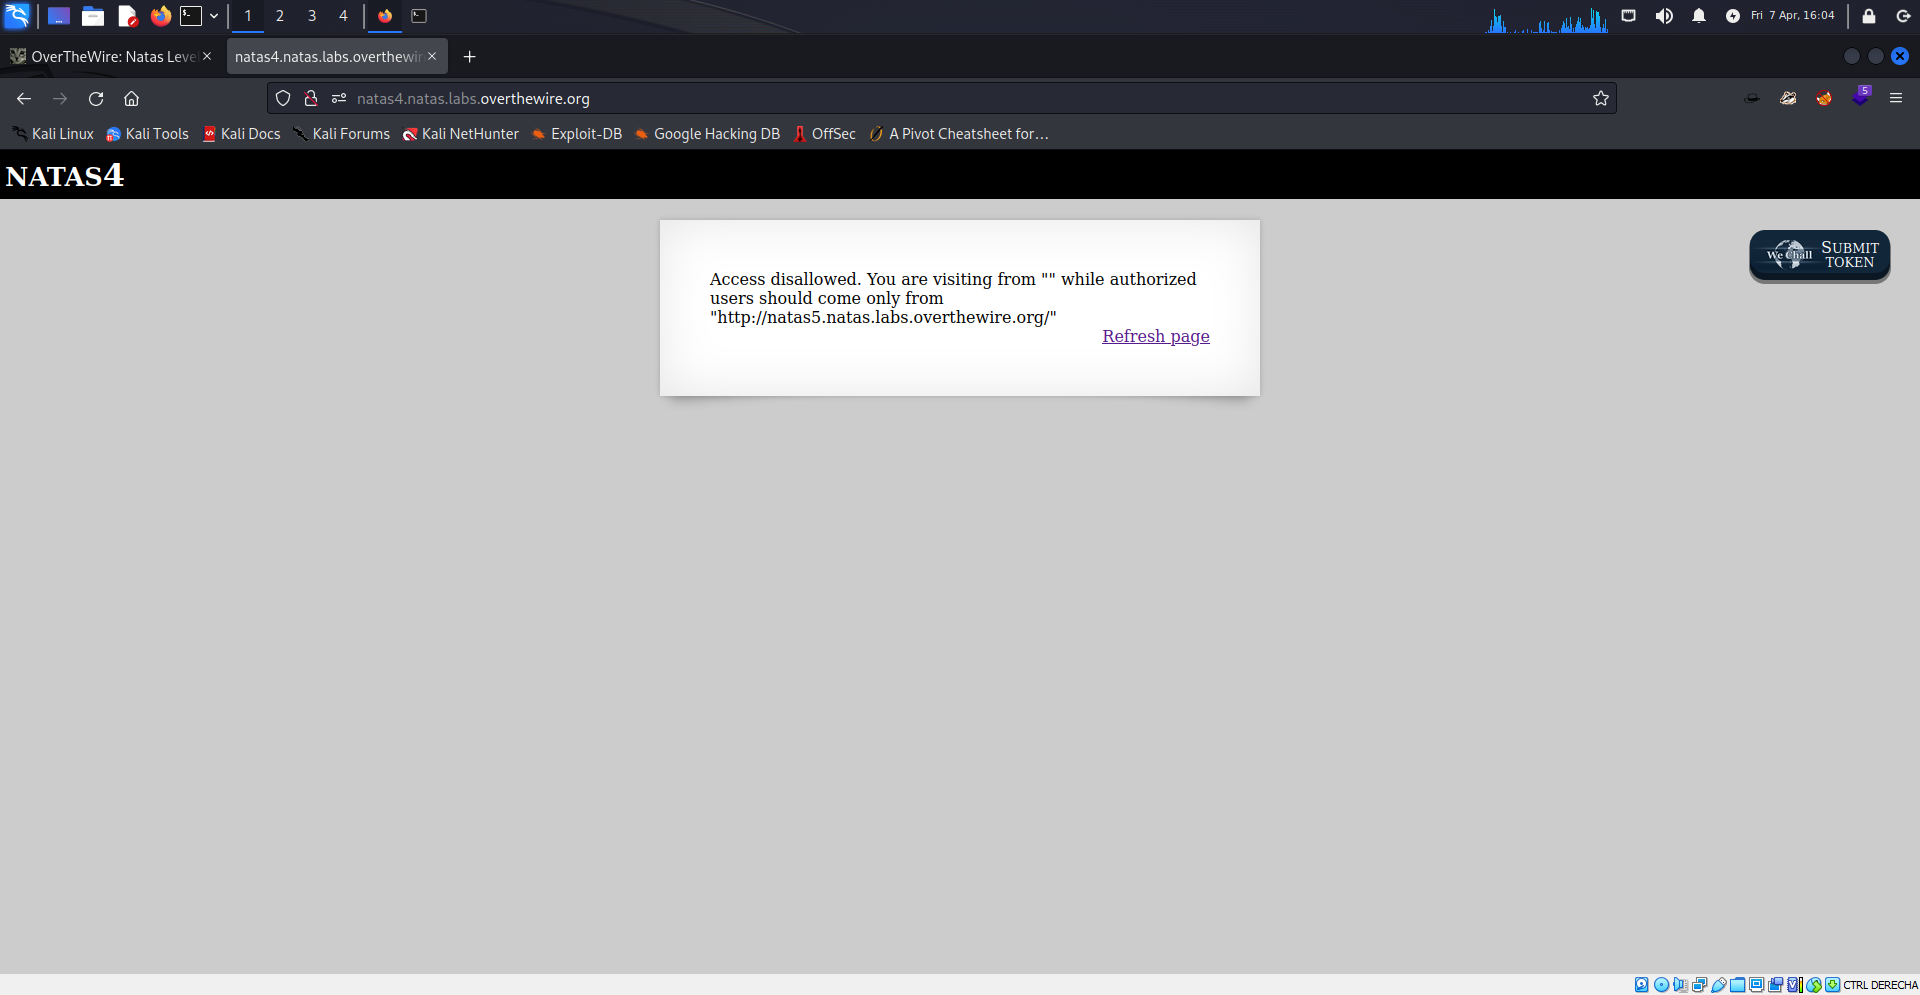 1 2 3 4 Fri 7 Apr, 16:04
OverTheWire: Natas Leve natas4.natas.labs.overthewir
natas4.natas.labs.overthewire.org 5
Kali Linux Kali Tools Kali Docs Kali Forums Kali NetHunter Exploit-DB Google Hacking DB OffSec A Pivot Cheatsheet for…
NATAS4
Access disallowed. You are visiting from "" while authorized
users should come only from
"http://natas5.natas.labs.overthewire.org/"
Refresh page
We Chall SUBMIT
TOKEN
CTRL DERECHA